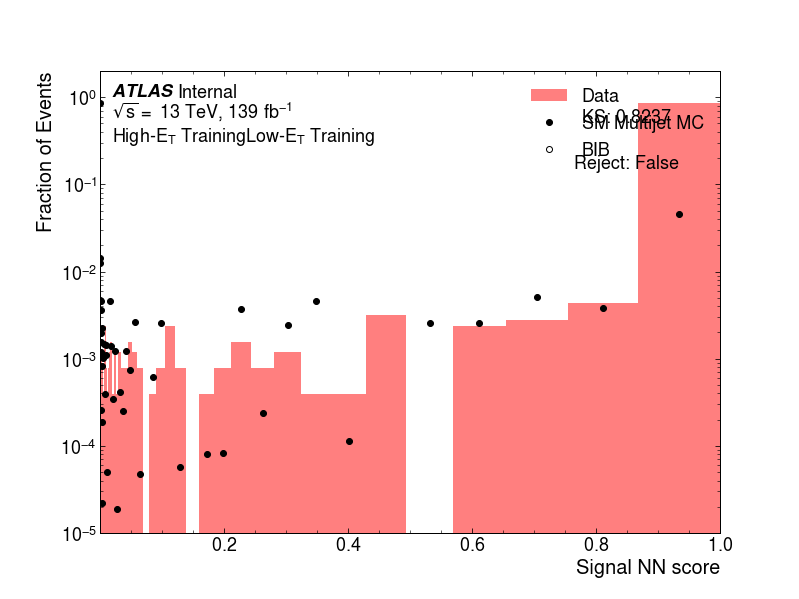 Fraction of Events
10⁰
10⁻¹
10⁻²
10⁻³
10⁻⁴
10⁻⁵
ATLAS Internal
√s = 13 TeV, 139 fb⁻¹
High-E_T TrainingLow-E_T Training
Data
KS: 0.8237
SM Multijet MC
BIB
Reject: False
0.2 0.4 0.6 0.8 1.0
Signal NN score